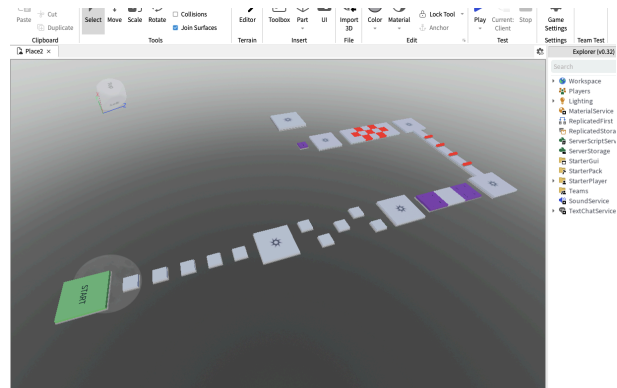 Cut
Collisions
Lock Tool
Paste Duplicate Select Move Scale Rotate Join Surfaces Editor Toolbox Part UI Import 3D Color Material Anchor Play Current: Client Stop Game Settings
Clipboard Tools Terrain Insert File Edit Test Settings Team Test
Place2 × Explorer (v0.32)
Search
Workspace
Players
Lighting
MaterialService
ReplicatedFirst
ReplicatedStora
ServerScriptServ
ServerStorage
StarterGui
StarterPack
StarterPlayer
Teams
SoundService
TextChatService
START